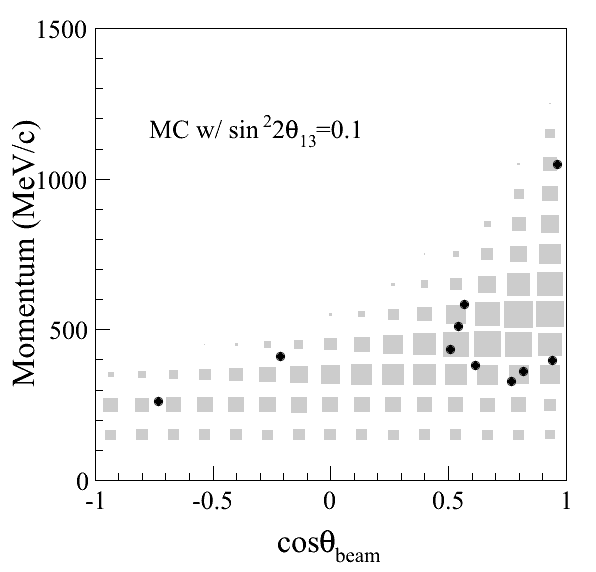 1500
MC w/ sin²2θ₁₃=0.1
1000
500
0
Momentum (MeV/c)
-1 -0.5 0 0.5 1
cosθbeam